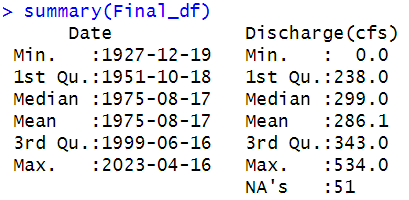 > summary(Final_df)
Date Discharge(cfs)
Min. :1927-12-19 Min. : 0.0
1st Qu.:1951-10-18 1st Qu.:238.0
Median :1975-08-17 Median :299.0
Mean :1975-08-17 Mean :286.1
3rd Qu.:1999-06-16 3rd Qu.:343.0
Max. :2023-04-16 Max. :534.0
NA's :51